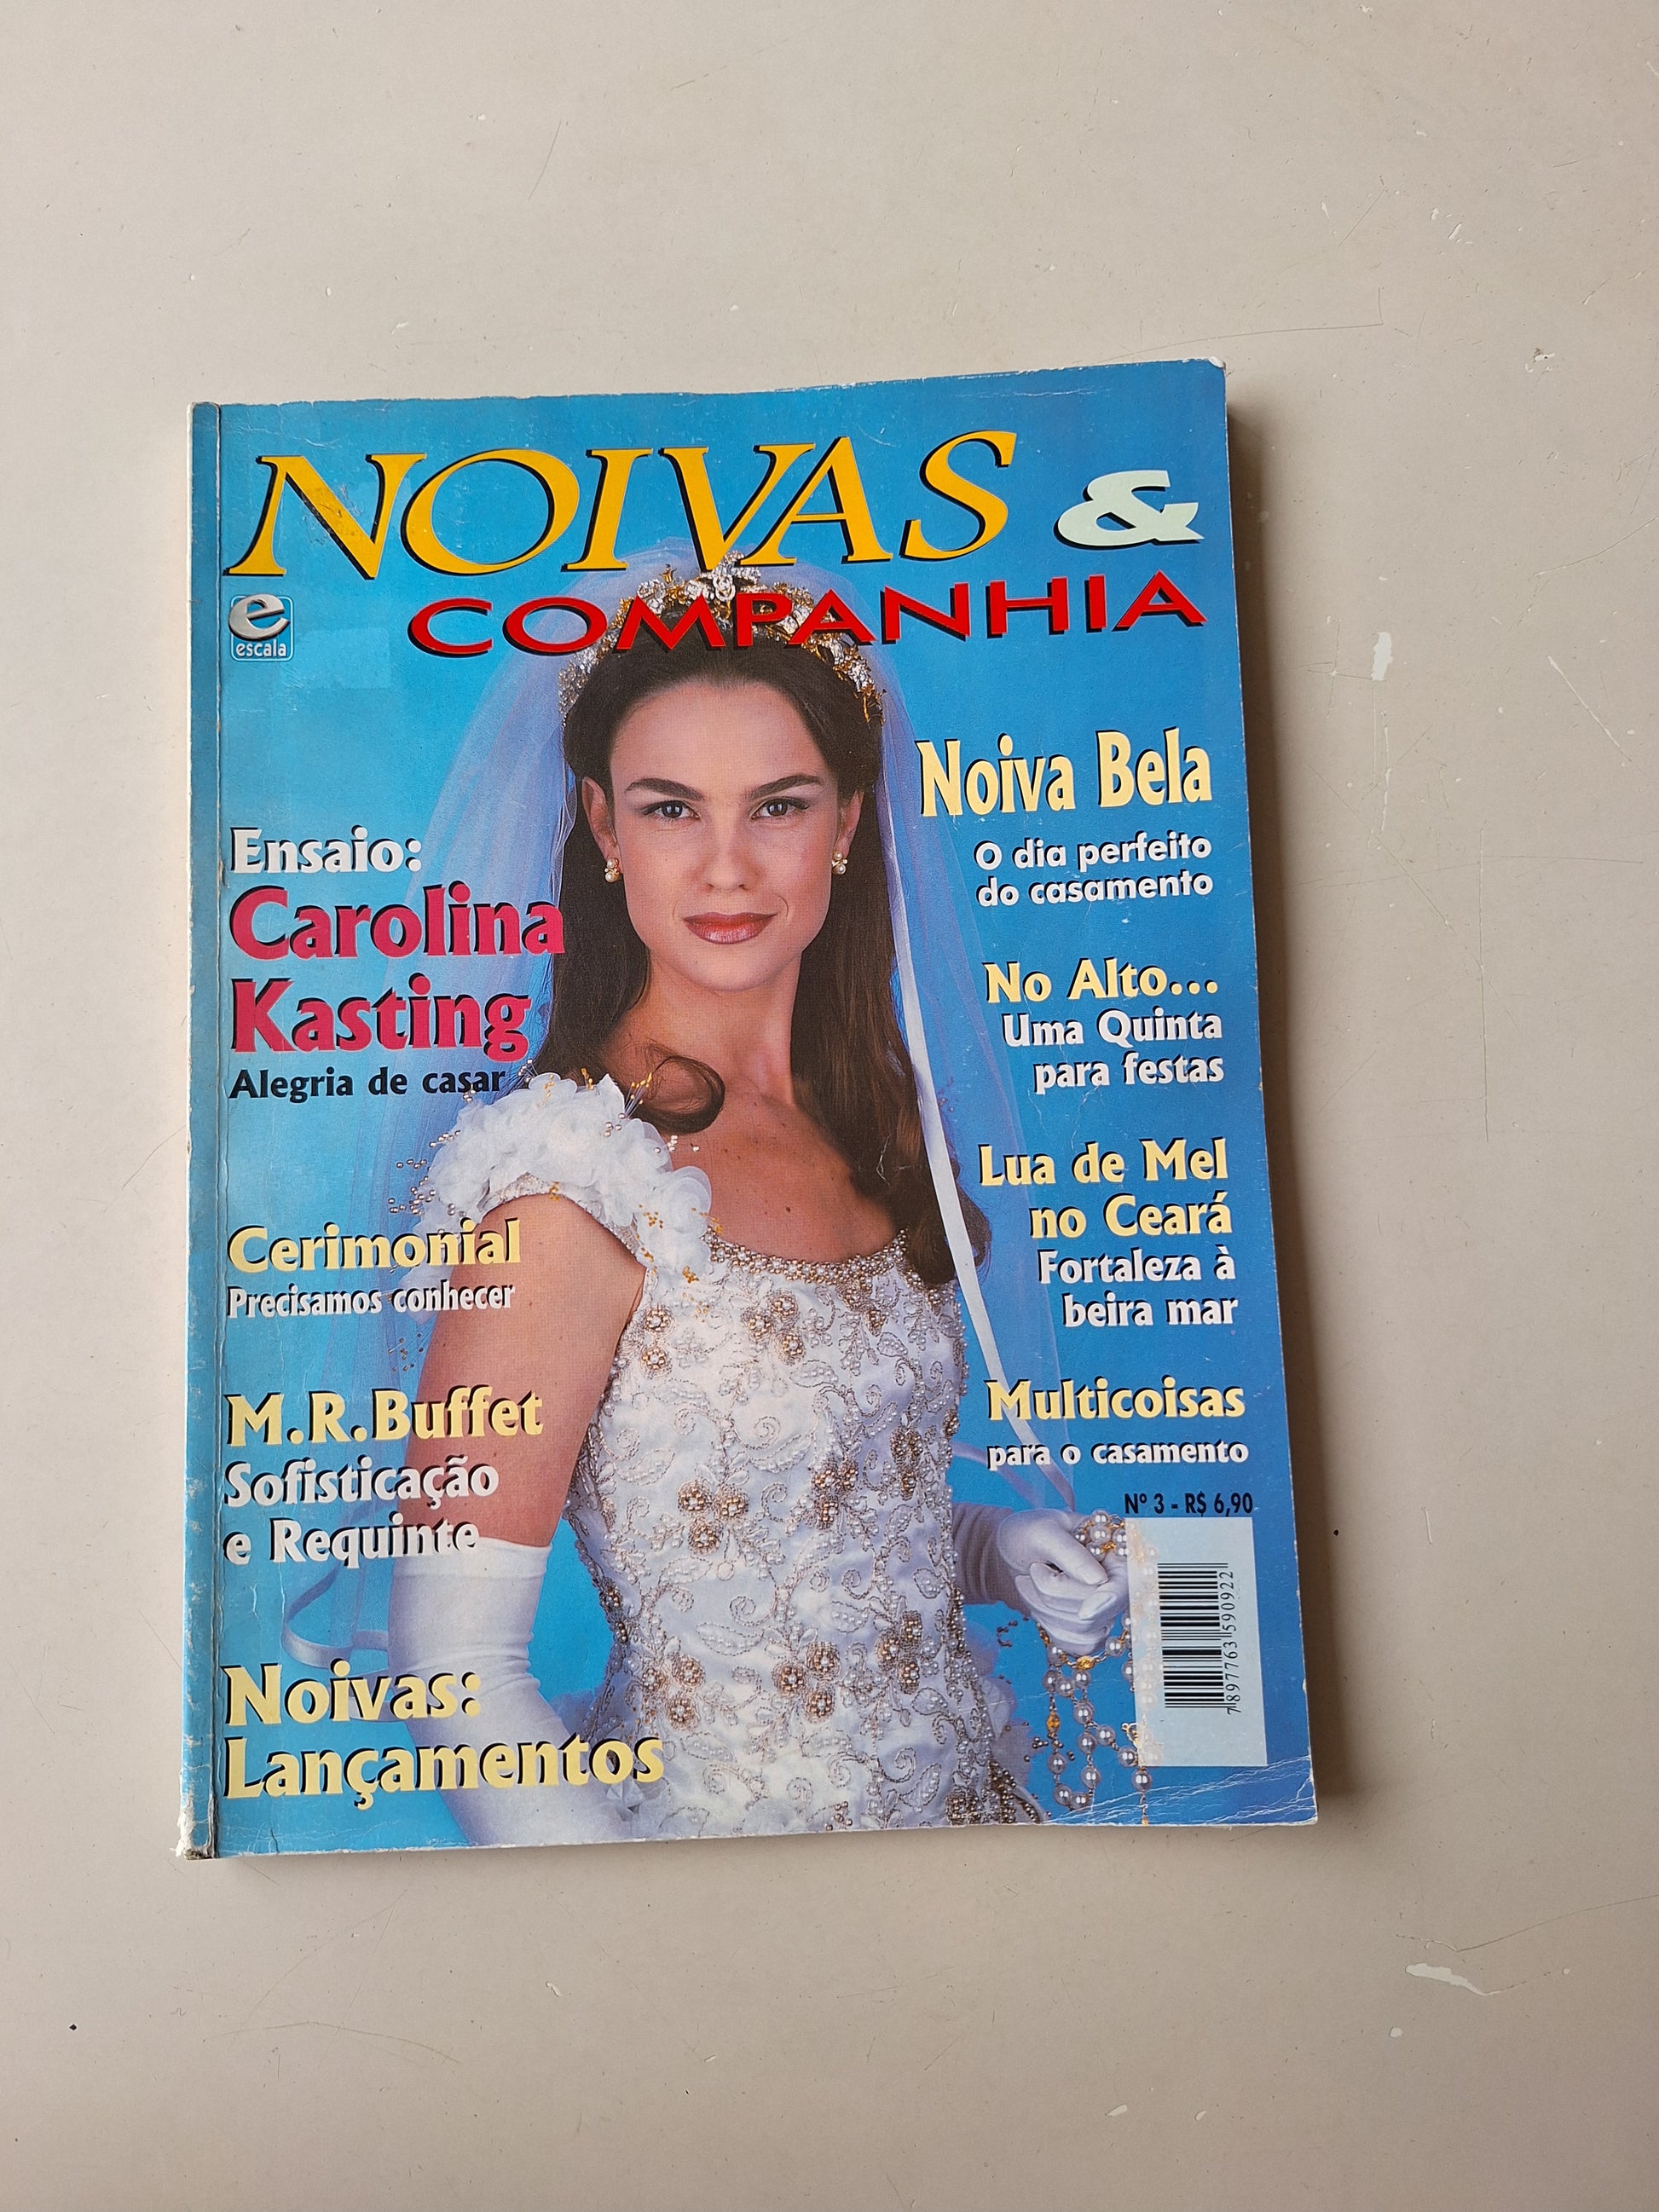 NOIVAS &
COMPANHIA
e
escala
Ensaio:
Carolina
Kasting
Alegria de casar
Cerimonial
Precisamos conhecer
M.R.Buffet
Sofisticação
e Requinte
Noivas:
Lançamentos
Noiva Bela
O dia perfeito
do casamento
No Alto...
Uma Quinta
para festas
Lua de Mel
no Ceará
Fortaleza à
beira mar
Multicoisas
para o casamento
Nº 3 - R$ 6,90
7897763590922